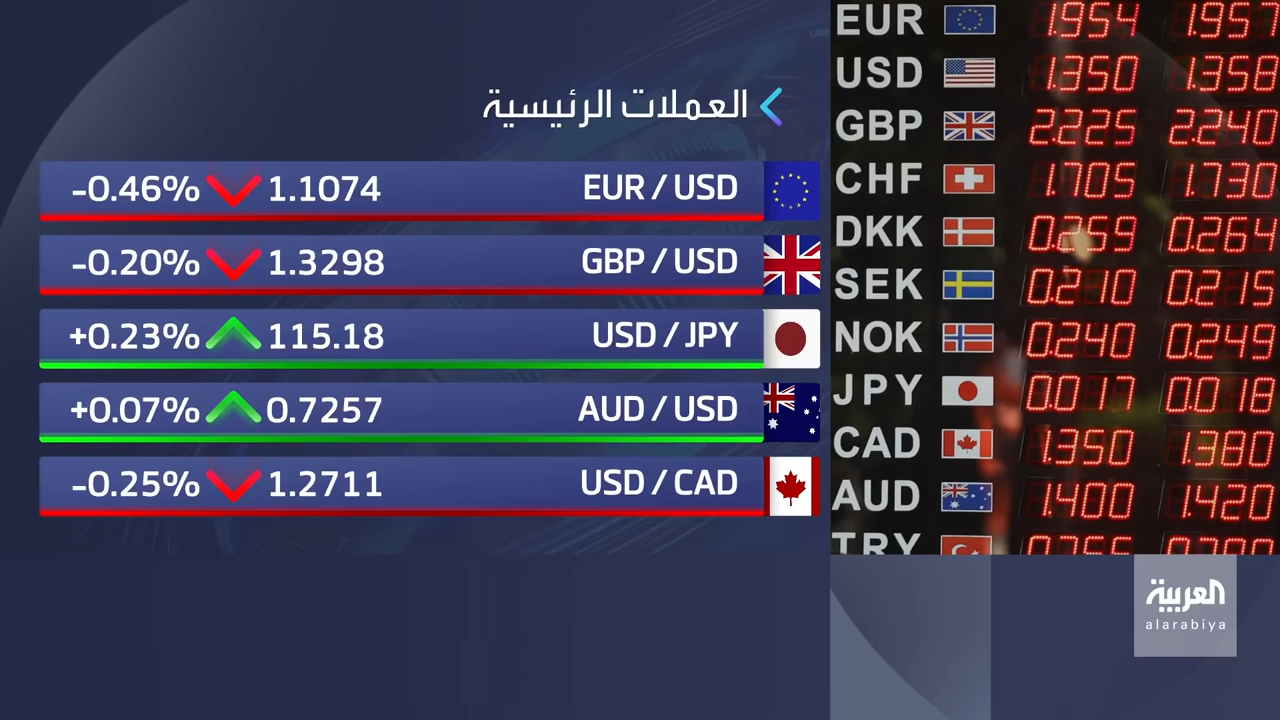 العملات الرئيسية
EUR / USD 1.1074 -0.46%
GBP / USD 1.3298 -0.20%
USD / JPY 115.18 +0.23%
AUD / USD 0.7257 +0.07%
USD / CAD 1.2711 -0.25%
EUR 1.954 1.957
USD 1.350 1.358
GBP 2.225 2.240
CHF 1.705 1.730
DKK 0.259 0.264
SEK 0.210 0.215
NOK 0.240 0.249
JPY 0.017 0.018
CAD 1.350 1.380
AUD 1.400 1.420
TRY
العربية
alarabiya